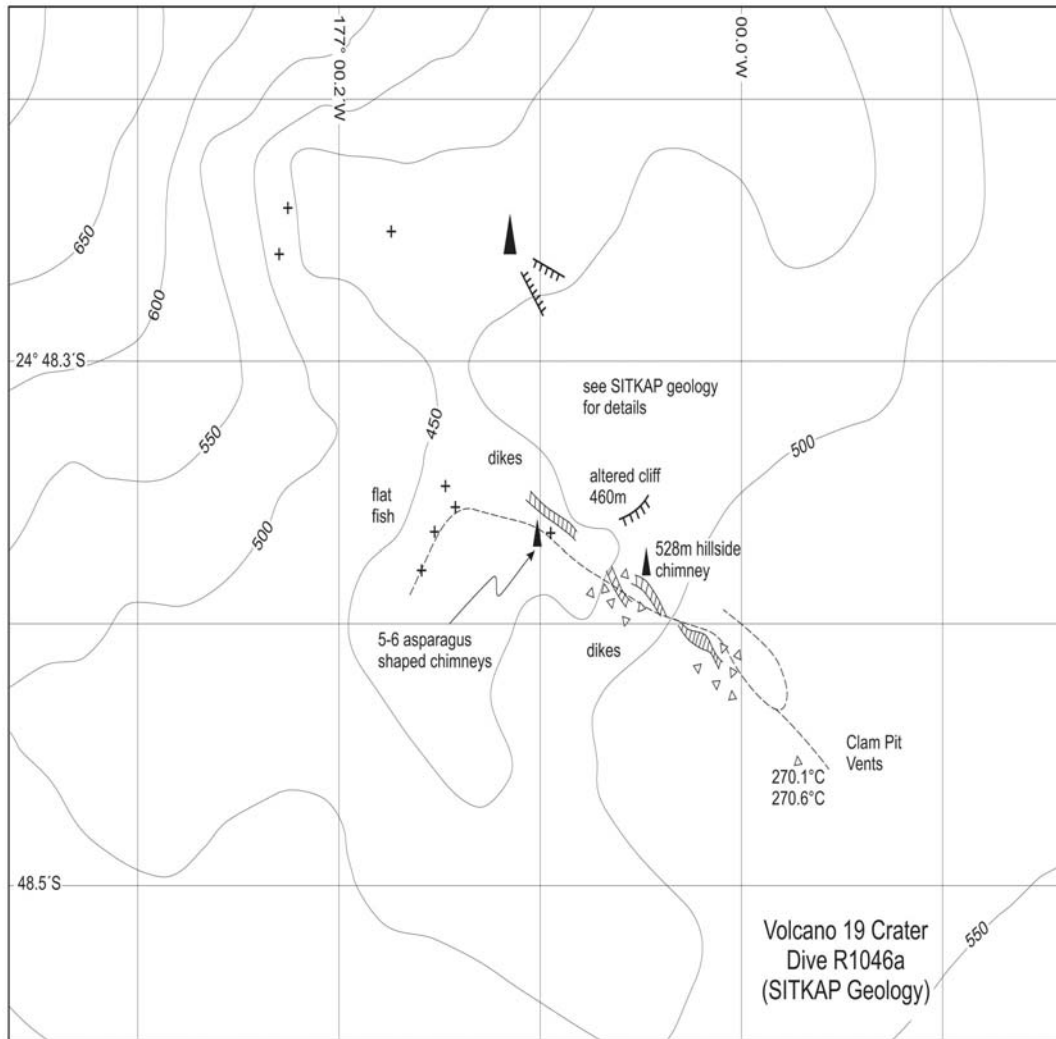 177° 00.2´W
00.0´W
650
600
24° 48.3´S
550
450
500
500
see SITKAP geology
for details
dikes
altered cliff
460m
flat
fish
528m hillside
chimney
5-6 asparagus
shaped chimneys
dikes
Clam Pit
Vents
270.1°C
270.6°C
48.5´S
550
Volcano 19 Crater
Dive R1046a
(SITKAP Geology)